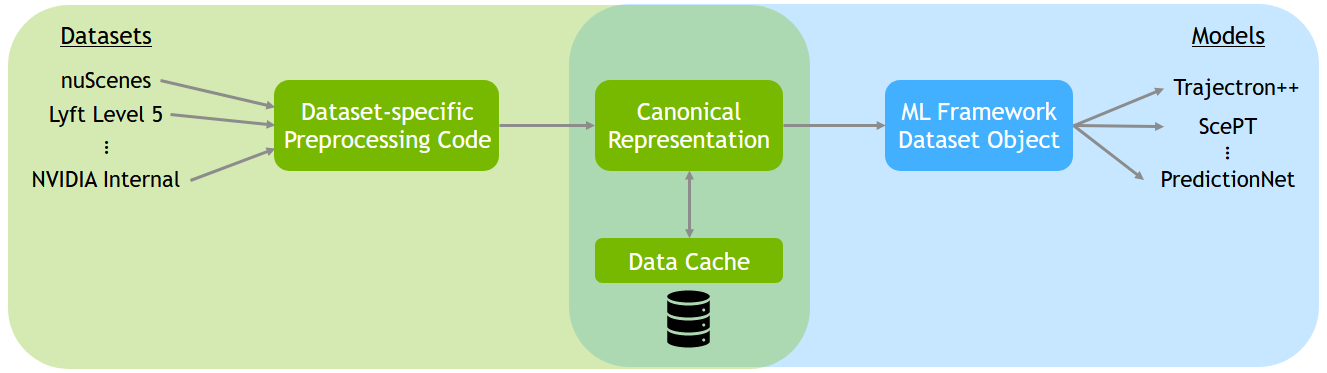 Datasets
nuScenes
Lyft Level 5
⋮
NVIDIA Internal
Dataset-specific
Preprocessing Code
Canonical
Representation
Data Cache
ML Framework
Dataset Object
Models
Trajectron++
ScePT
⋮
PredictionNet